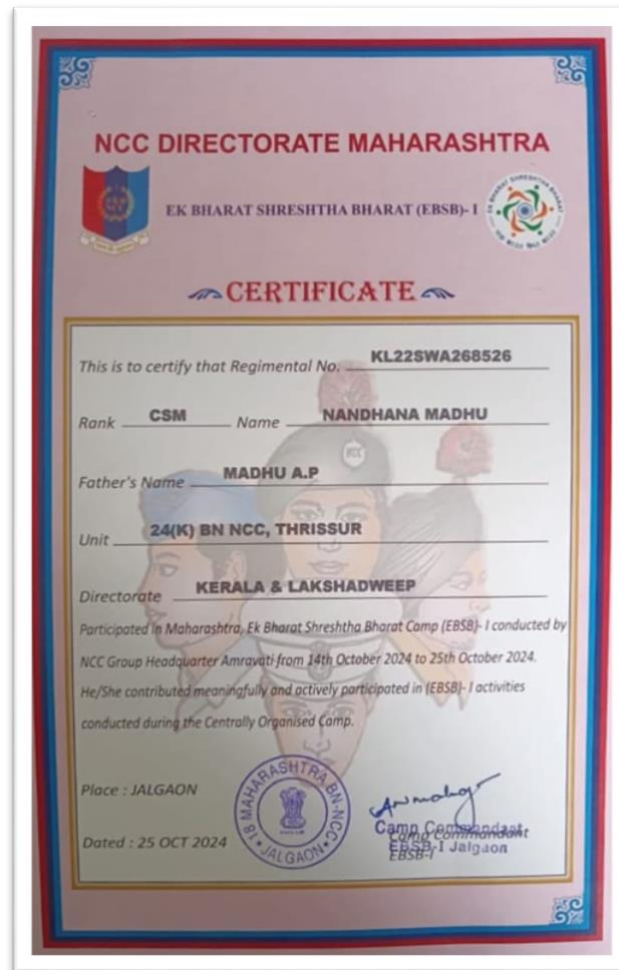 NCC DIRECTORATE MAHARASHTRA
EK BHARAT SHRESHTHA BHARAT (EBSB)- I
CERTIFICATE
This is to certify that Regimental No. KL22SWA268526
Rank CSM Name NANDHANA MADHU
Father's Name MADHU A.P
Unit 24(K) BN NCC, THRISSUR
Directorate KERALA & LAKSHADWEEP
Participated in Maharashtra, Ek Bharat Shreshtha Bharat Camp (EBSB)- I conducted by
NCC Group Headquarter Amravati from 14th October 2024 to 25th October 2024.
He/She contributed meaningfully and actively participated in (EBSB)- I activities
conducted during the Centrally Organised Camp.
Place : JALGAON
Dated : 25 OCT 2024
18 MAHARASHTRA BN-NCC
JALGAON
Camp Commandant
EBSB-I Jalgaon
Camp Commandant
EBSB-I
NCC